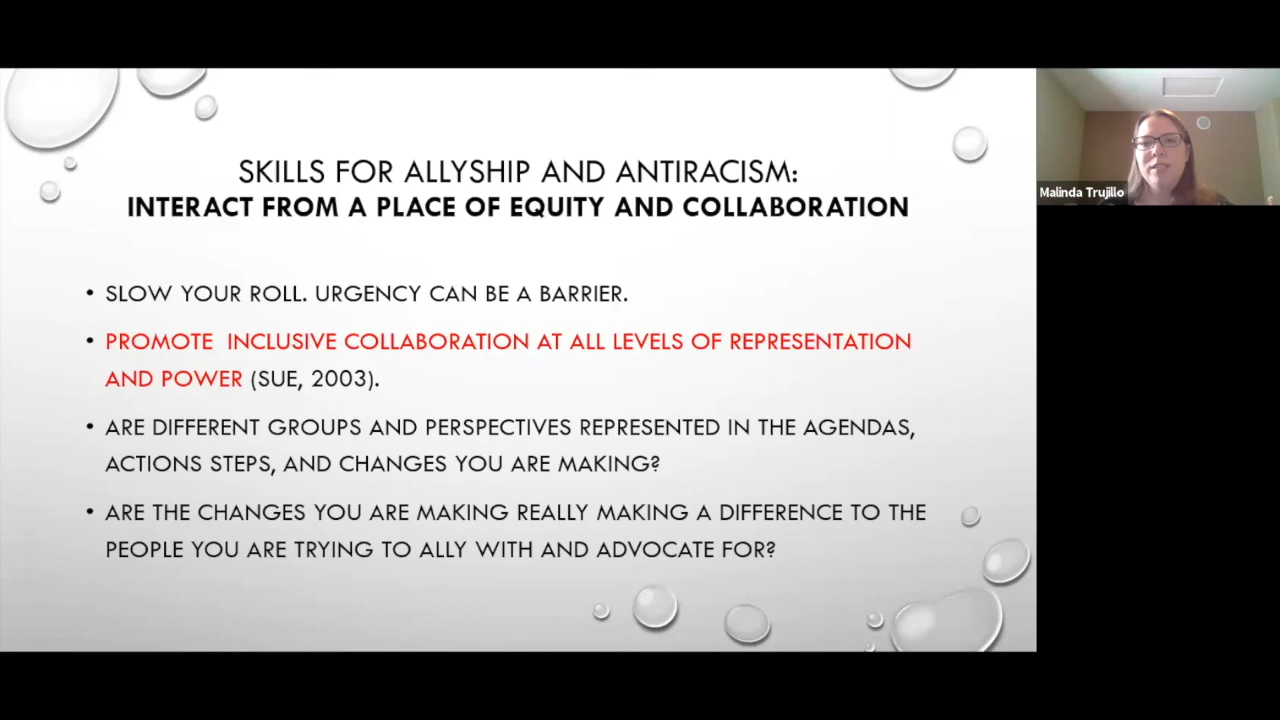 SKILLS FOR ALLYSHIP AND ANTIRACISM:
INTERACT FROM A PLACE OF EQUITY AND COLLABORATION
• SLOW YOUR ROLL. URGENCY CAN BE A BARRIER.
• PROMOTE INCLUSIVE COLLABORATION AT ALL LEVELS OF REPRESENTATION
AND POWER (SUE, 2003).
• ARE DIFFERENT GROUPS AND PERSPECTIVES REPRESENTED IN THE AGENDAS,
ACTIONS STEPS, AND CHANGES YOU ARE MAKING?
• ARE THE CHANGES YOU ARE MAKING REALLY MAKING A DIFFERENCE TO THE
PEOPLE YOU ARE TRYING TO ALLY WITH AND ADVOCATE FOR?
Malinda Trujillo